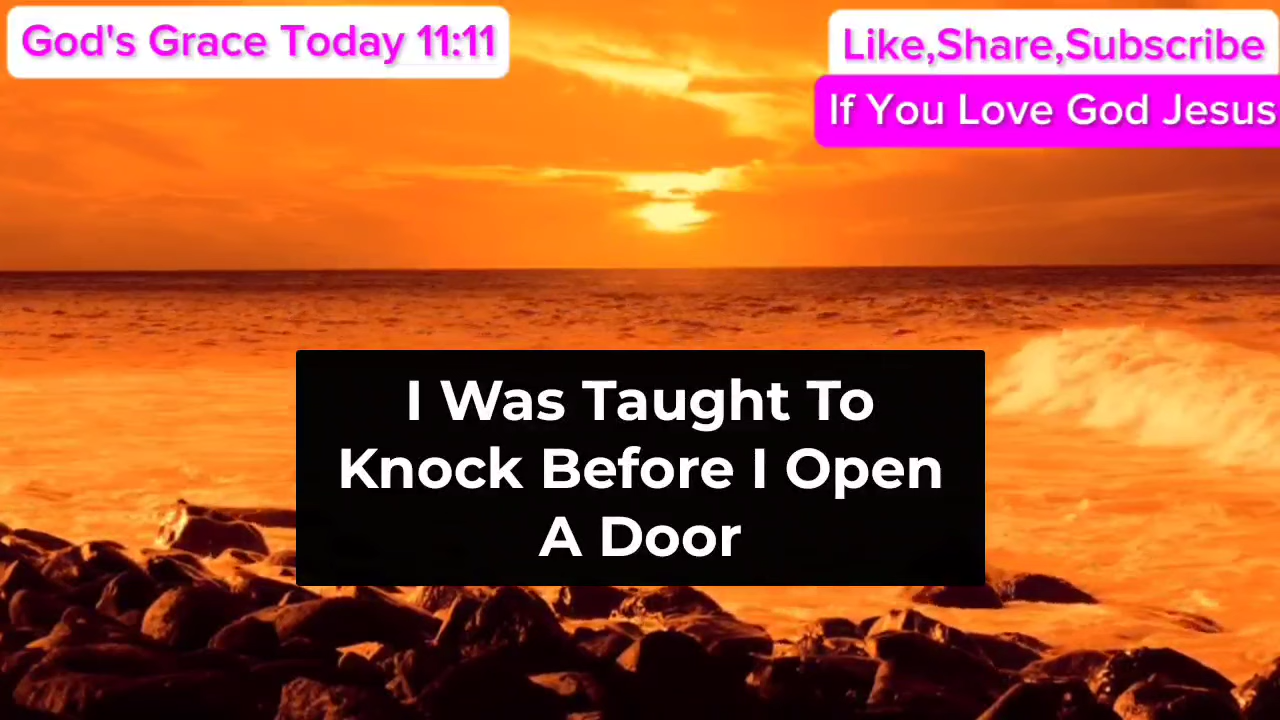 God's Grace Today 11:11
Like,Share,Subscribe
If You Love God Jesus
I Was Taught To
Knock Before I Open
A Door